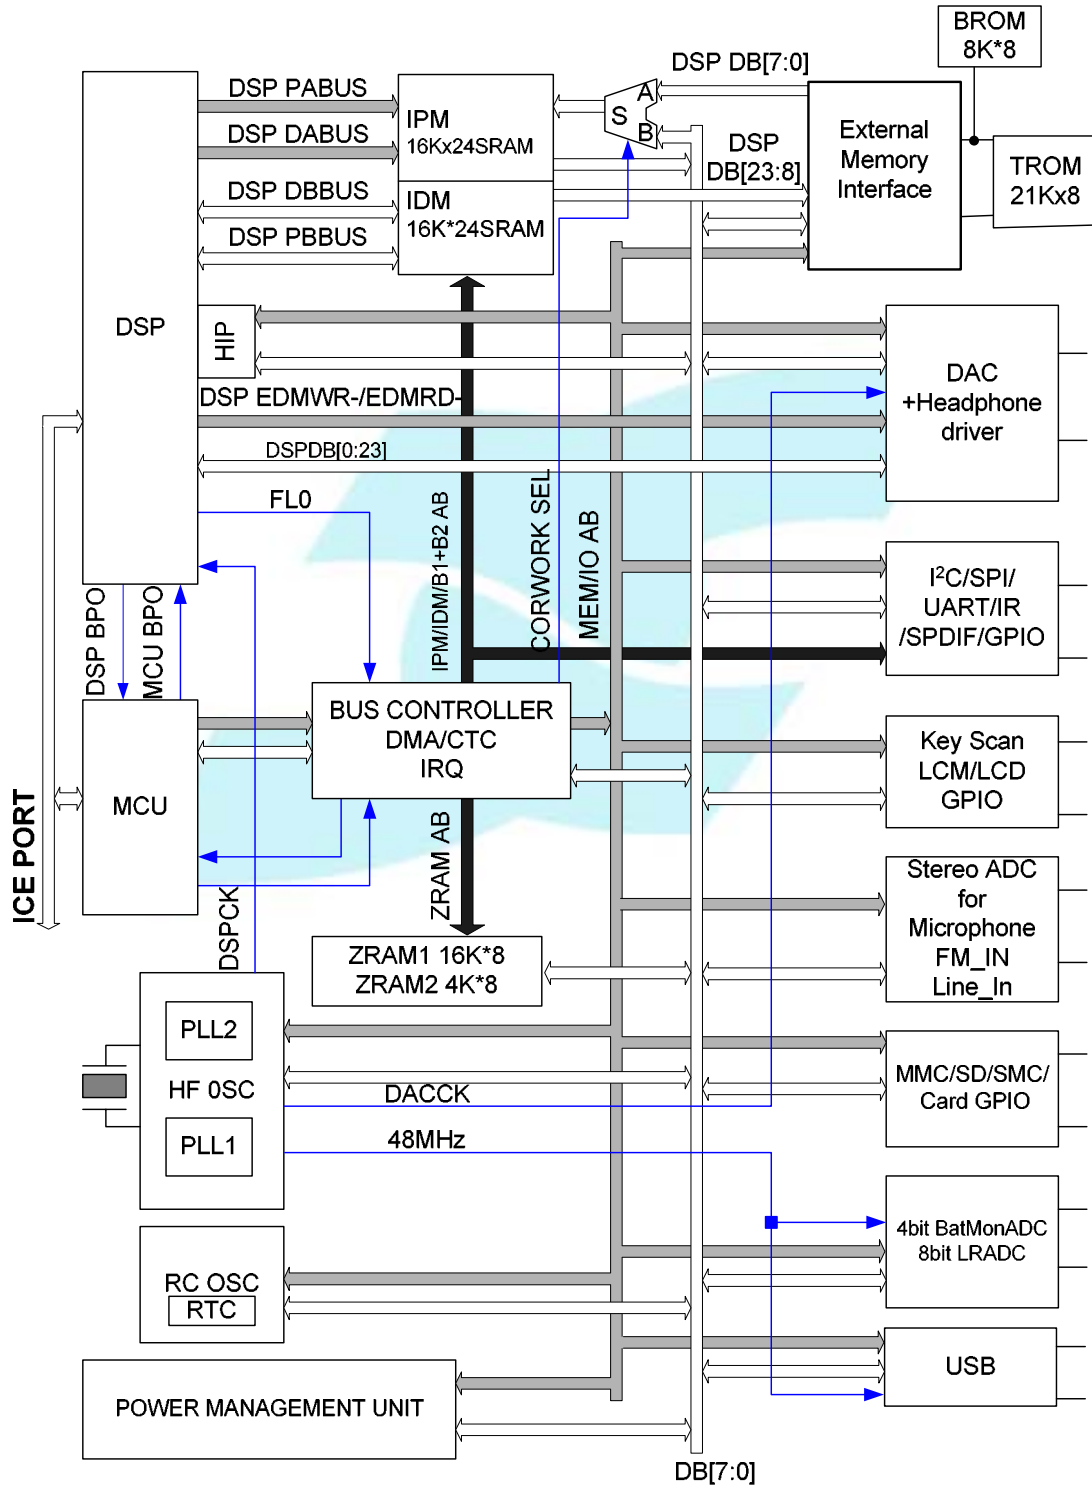 BROM
8K*8
DSP DB[7:0]
DSP PABUS
IPM
16Kx24SRAM
A
S
B
External
Memory
Interface
DSP DABUS
DSP
DB[23:8]
TROM
21Kx8
DSP DBBUS
IDM
16K*24SRAM
DSP PBBUS
DSP
HIP
DAC
+Headphone
driver
DSP EDMWR-/EDMRD-
DSPDB[0:23]
FL0
IPM/IDM/B1+B2 AB
CORWORK SEL
MEM/IO AB
I²C/SPI/
UART/IR
/SPDIF/GPIO
DSP BPO
MCU BPO
BUS CONTROLLER
DMA/CTC
IRQ
Key Scan
LCM/LCD
GPIO
MCU
ICE PORT
ZRAM AB
DSPCK
Stereo ADC
for
Microphone
FM_IN
Line_In
ZRAM1 16K*8
ZRAM2 4K*8
PLL2
HF 0SC
PLL1
DACCK
48MHz
MMC/SD/SMC/
Card GPIO
4bit BatMonADC
8bit LRADC
RC OSC
RTC
USB
POWER MANAGEMENT UNIT
DB[7:0]